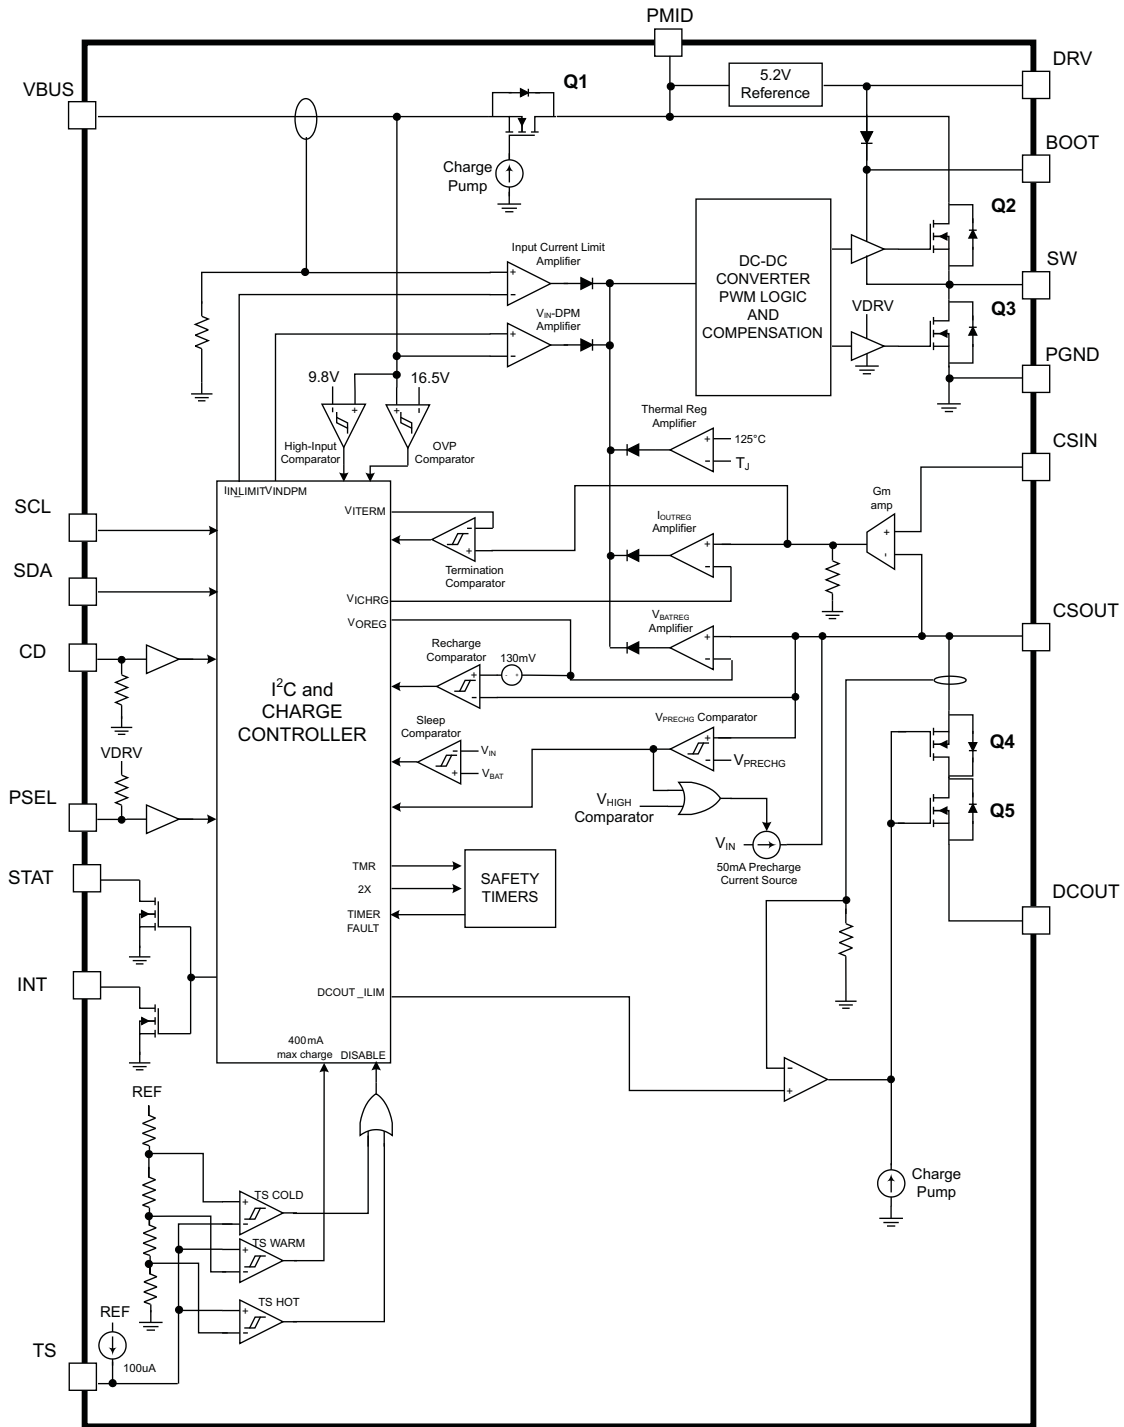 PMID
VBUS
Q1
5.2V
Reference
DRV
BOOT
Charge
Pump
Q2
Input Current Limit
Amplifier
DC-DC
CONVERTER
PWM LOGIC
AND
COMPENSATION
SW
VIN-DPM
Amplifier
VDRV
Q3
PGND
9.8V
16.5V
High-Input
Comparator
OVP
Comparator
Thermal Reg
Amplifier
125°C
TJ
CSIN
IIN_LIMIT
VINDPM
SCL
VITERM
Termination
Comparator
IOUTREG
Amplifier
Gm
amp
SDA
VICHRG
VOREG
VBATREG
Amplifier
CSOUT
CD
Recharge
Comparator
130mV
I2C and
CHARGE
CONTROLLER
Sleep
Comparator
VIN
VBAT
VPRECHG Comparator
VPRECHG
Q4
VDRV
PSEL
VHIGH
Comparator
VIN
50mA Precharge
Current Source
Q5
STAT
TMR
2X
TIMER
FAULT
SAFETY
TIMERS
DCOUT
INT
DCOUT_ILIM
400mA
max charge
DISABLE
REF
Charge
Pump
TS COLD
TS WARM
TS HOT
REF
TS
100uA